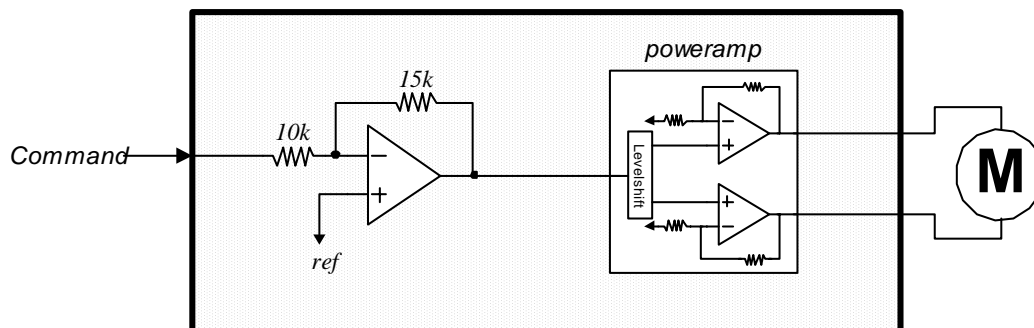 poweramp
15k
10k
Command
Levelshift
M
ref
−
+
−
+
+
−